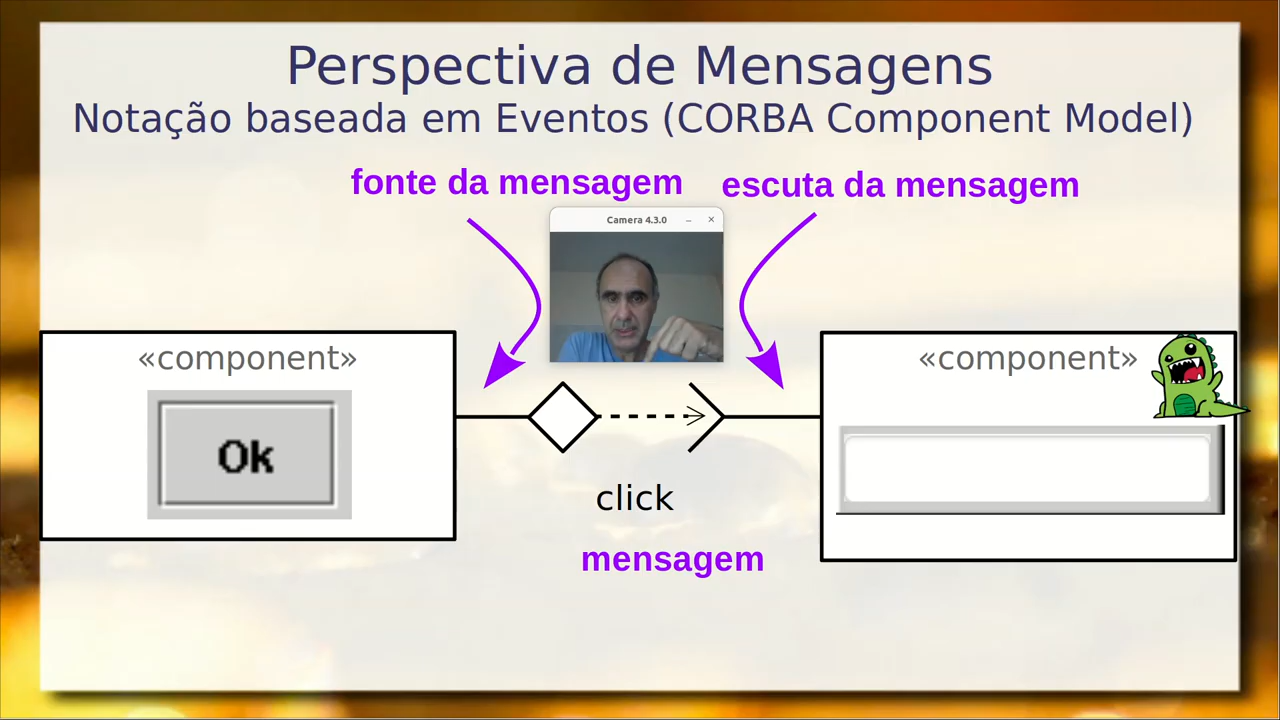 Perspectiva de Mensagens
Notação baseada em Eventos (CORBA Component Model)
fonte da mensagem
escuta da mensagem
Camera 4.3.0
«component»
«component»
Ok
click
mensagem